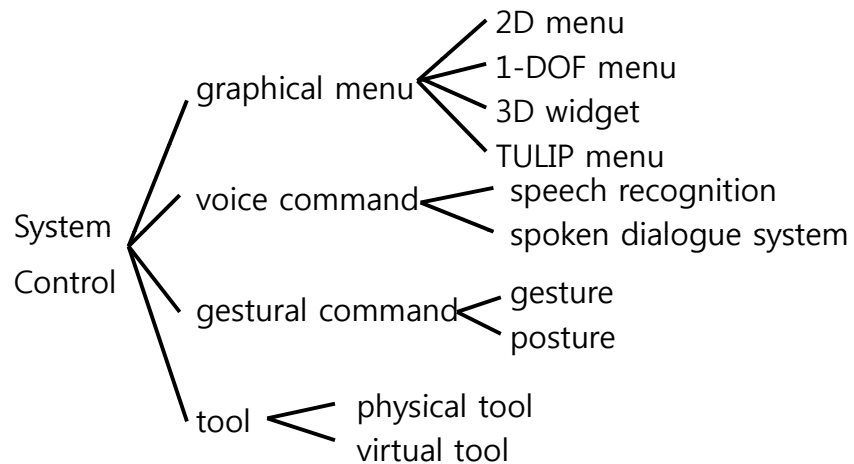 System
Control
graphical menu
2D menu
1-DOF menu
3D widget
TULIP menu
voice command
speech recognition
spoken dialogue system
gestural command
gesture
posture
tool
physical tool
virtual tool